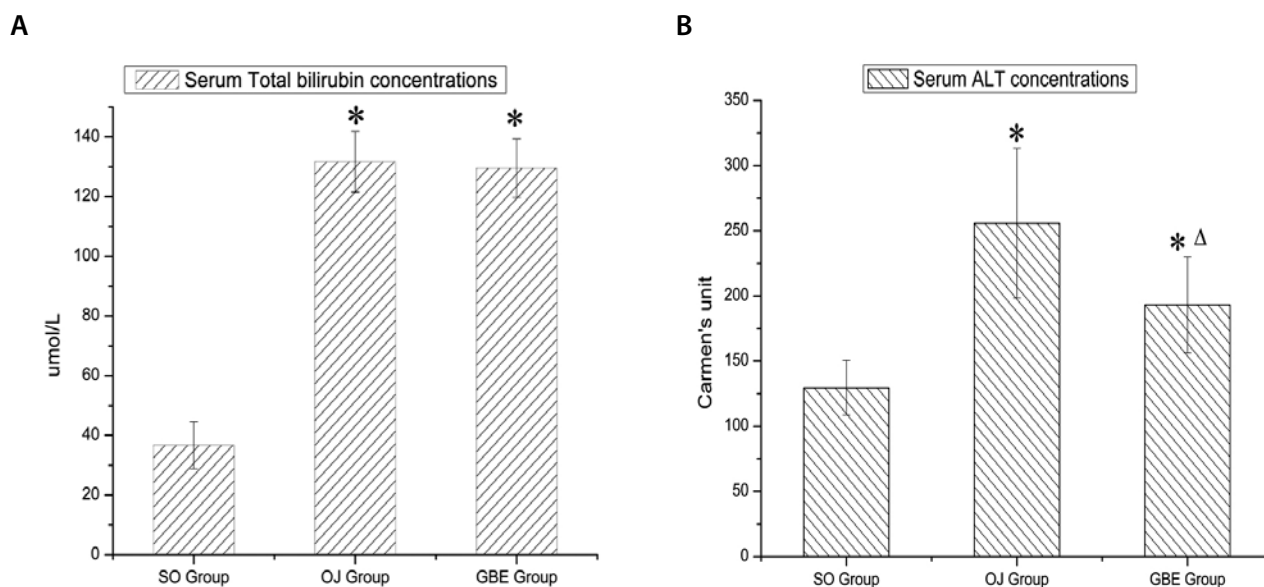 A
Serum Total bilirubin concentrations
140
120
100
80
60
40
20
0
umol/L
*
*
SO Group
OJ Group
GBE Group
B
Serum ALT concentrations
350
300
250
200
150
100
50
0
Carmen's unit
*
* Δ
SO Group
OJ Group
GBE Group